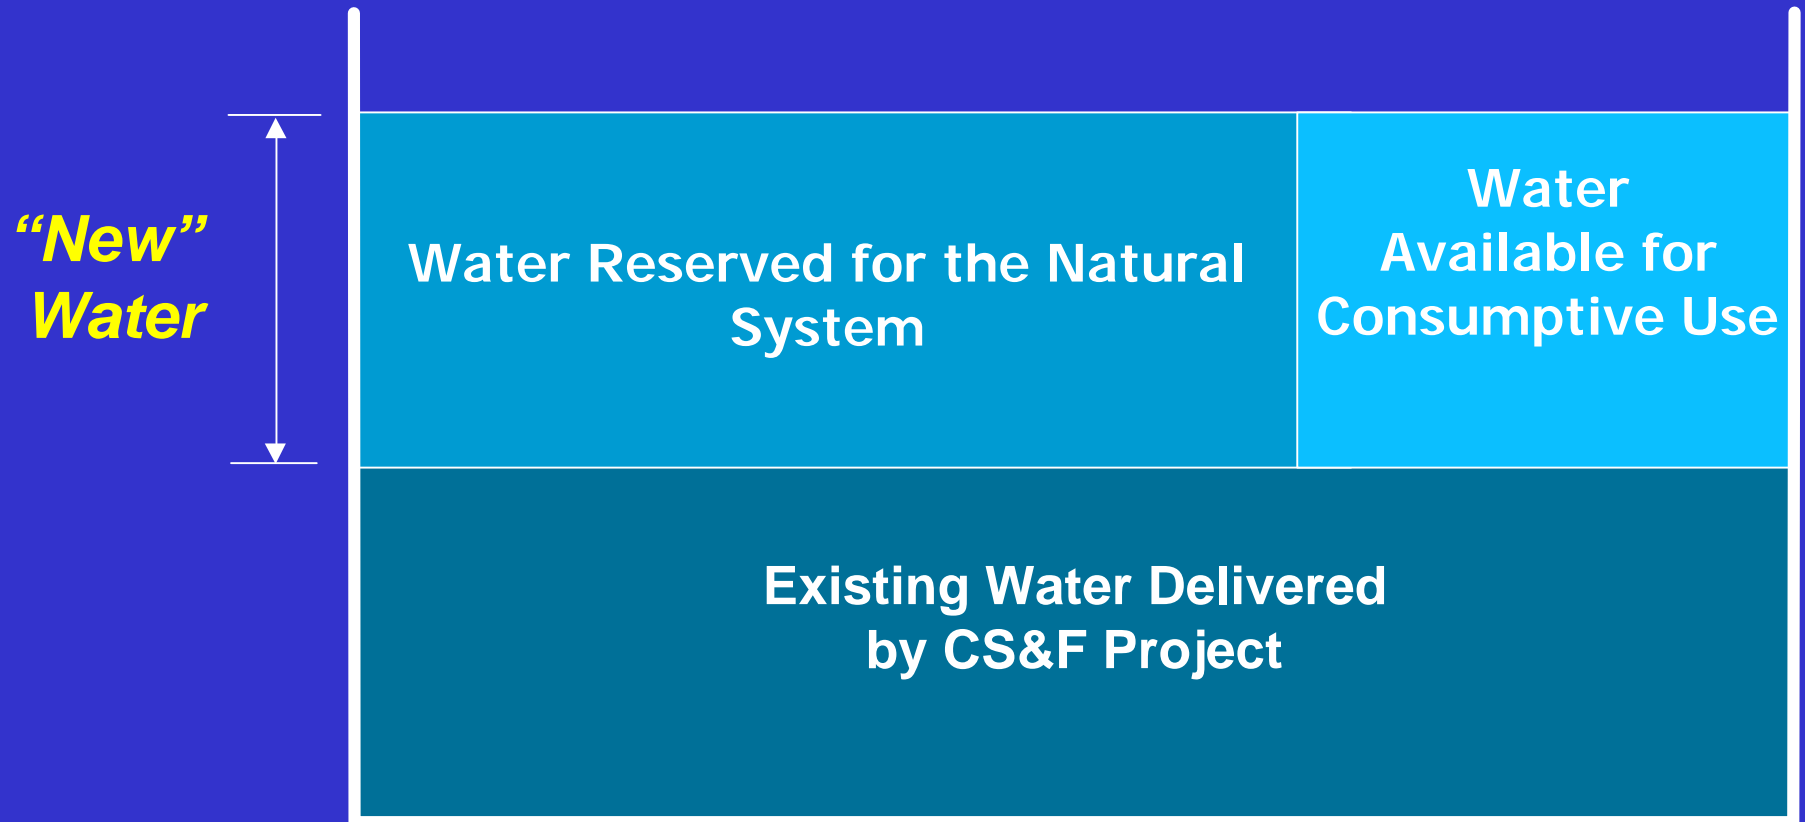 “New”
Water
Water Reserved for the Natural
System
Water
Available for
Consumptive Use
Existing Water Delivered
by CS&F Project